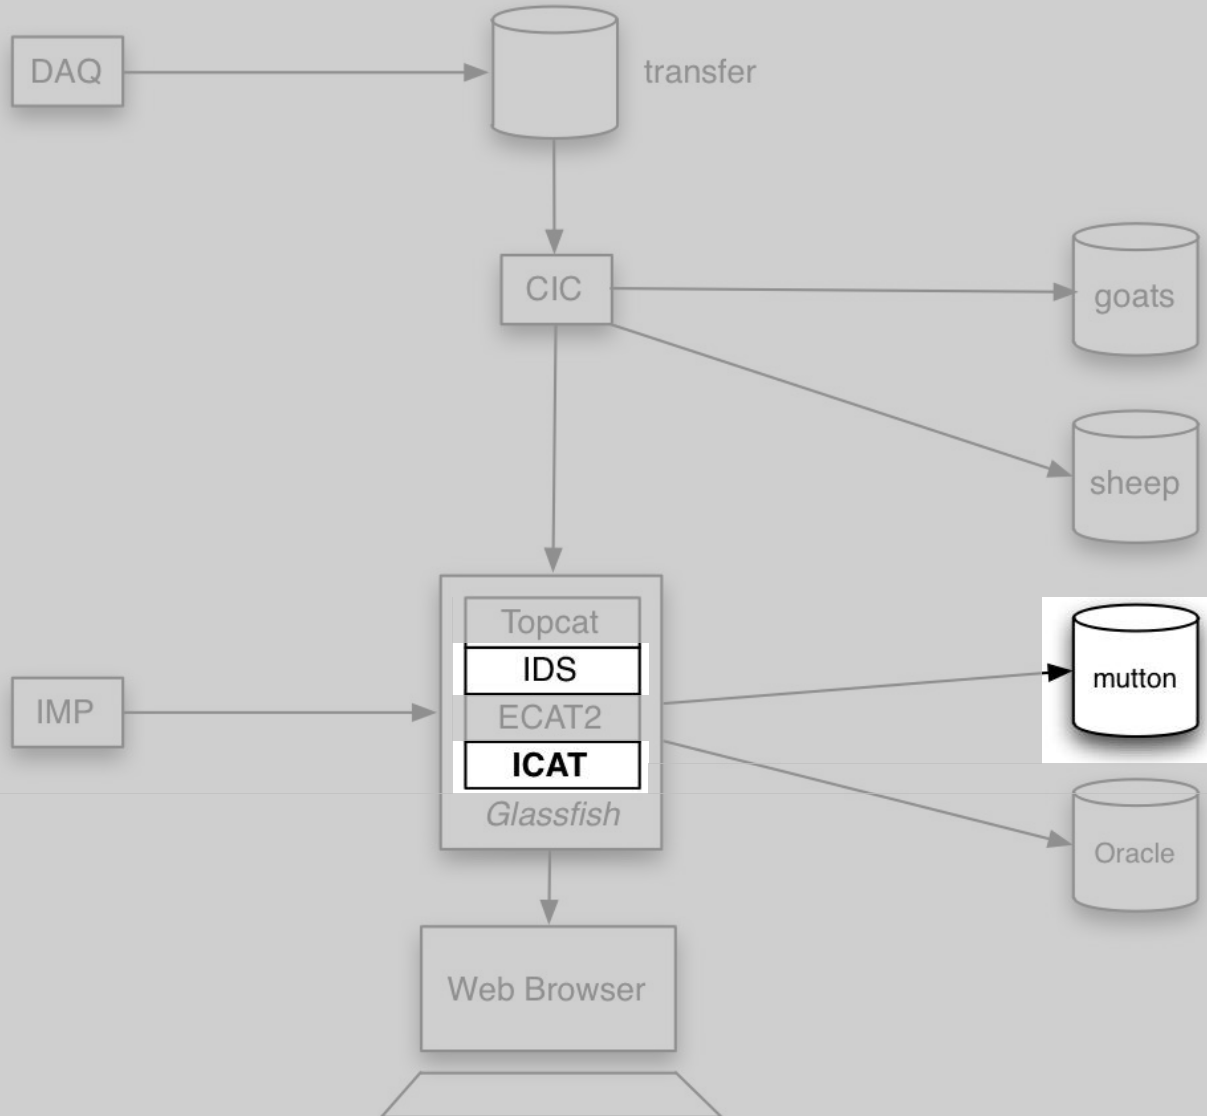 DAQ
transfer
CIC
goats
sheep
Topcat
IDS
mutton
IMP
ECAT2
ICAT
Glassfish
Oracle
Web Browser